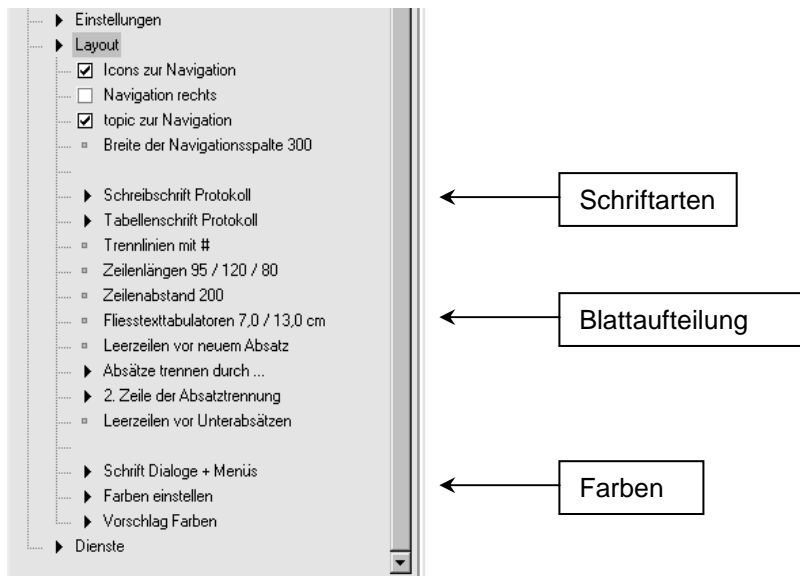 Einstellungen
Layout
Icons zur Navigation
Navigation rechts
topic zur Navigation
Breite der Navigationsspalte 300
Schreibschrift Protokoll
Tabellenschrift Protokoll
Trennlinien mit #
Zeilenlängen 95 / 120 / 80
Zeilenabstand 200
Fliesstexttabulatoren 7,0 / 13,0 cm
Leerzeilen vor neuem Absatz
Absätze trennen durch ...
2. Zeile der Absatztrennung
Leerzeilen vor Unterabsätzen
Schrift Dialoge + Menüs
Farben einstellen
Vorschlag Farben
Dienste
Schriftarten
Blattaufteilung
Farben